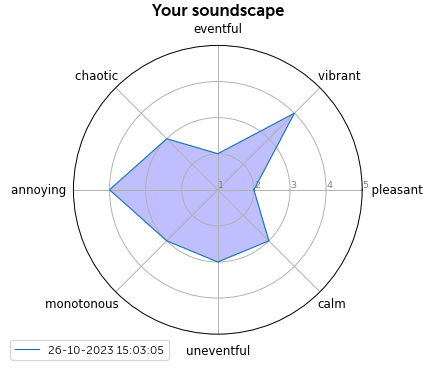 Your soundscape
eventful
chaotic
vibrant
annoying
1 2 3 4 5
pleasant
monotonous
calm
uneventful
26-10-2023 15:03:05